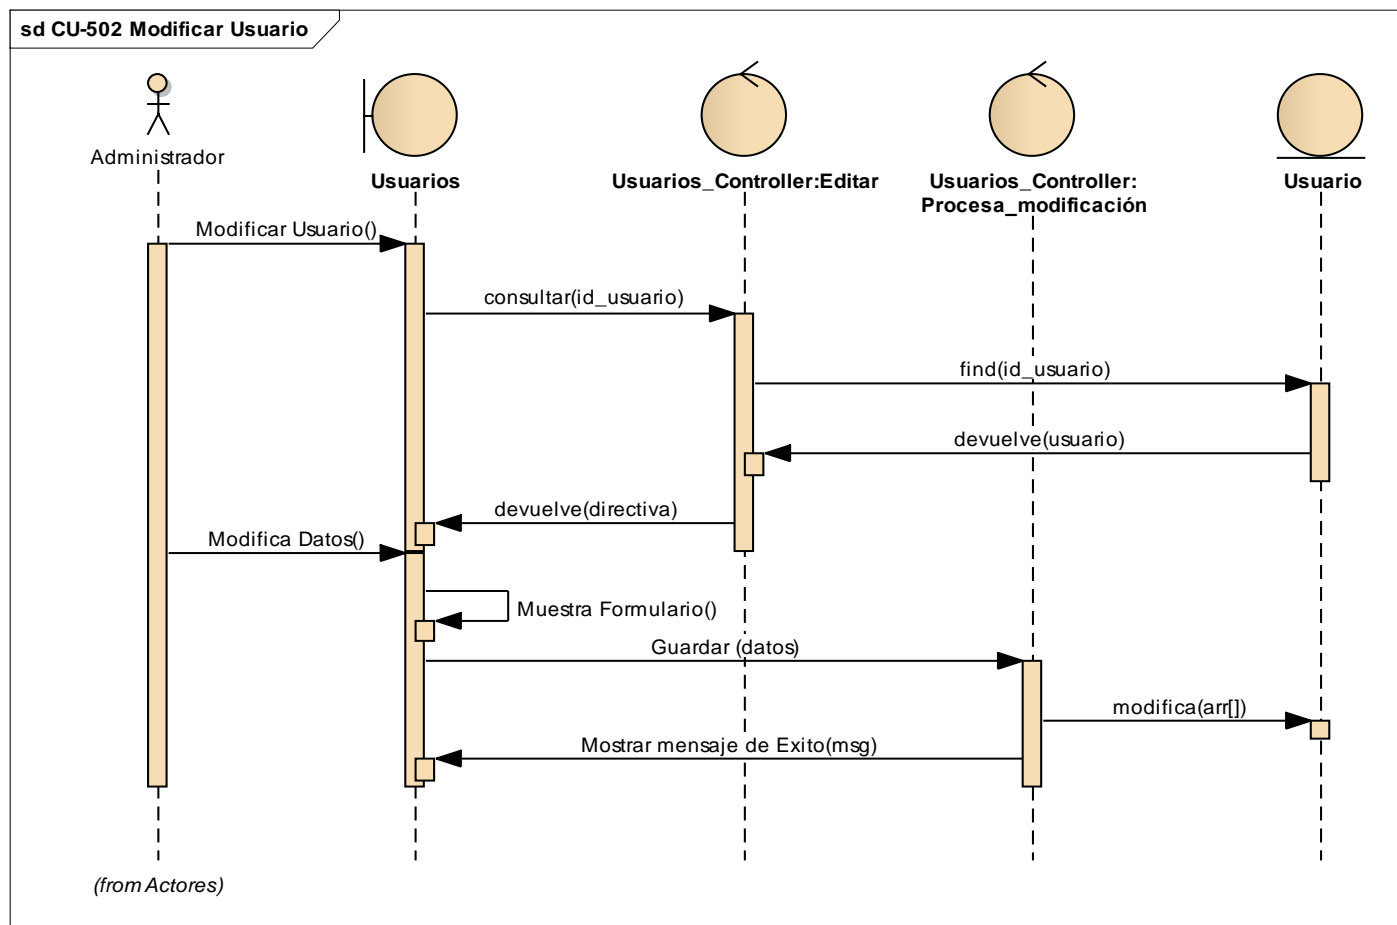 sd CU-502 Modificar Usuario
Administrador
Usuarios
Usuarios_Controller:Editar
Usuarios_Controller:
Procesa_modificación
Usuario
Modificar Usuario()
consultar(id_usuario)
find(id_usuario)
devuelve(usuario)
devuelve(directiva)
Modifica Datos()
Muestra Formulario()
Guardar (datos)
modifica(arr[])
Mostrar mensaje de Exito(msg)
(from Actores)